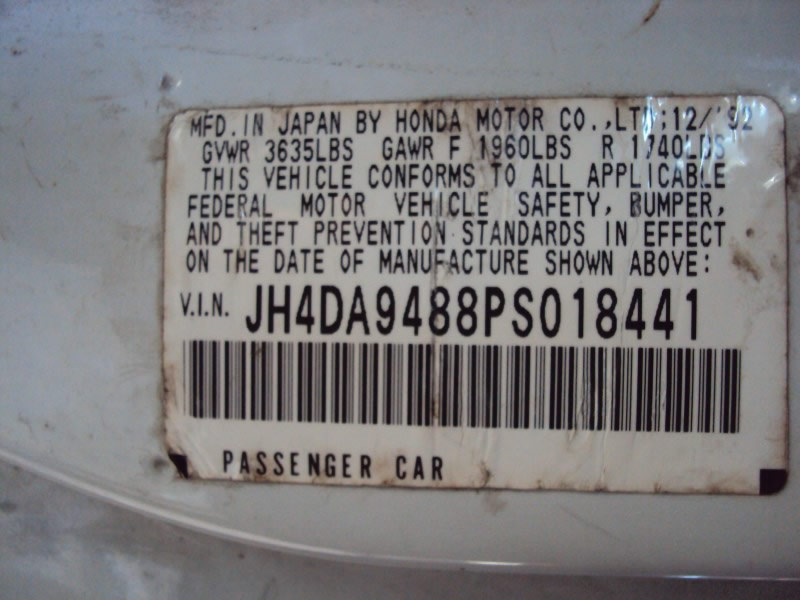 MFD. IN JAPAN BY HONDA MOTOR CO.,LTD;12/'92
GVWR 3635LBS GAWR F 1960LBS R 1740LBS
THIS VEHICLE CONFORMS TO ALL APPLICABLE
FEDERAL MOTOR VEHICLE SAFETY, BUMPER,
AND THEFT PREVENTION STANDARDS IN EFFECT
ON THE DATE OF MANUFACTURE SHOWN ABOVE:
V.I.N. JH4DA9488PS018441
PASSENGER CAR